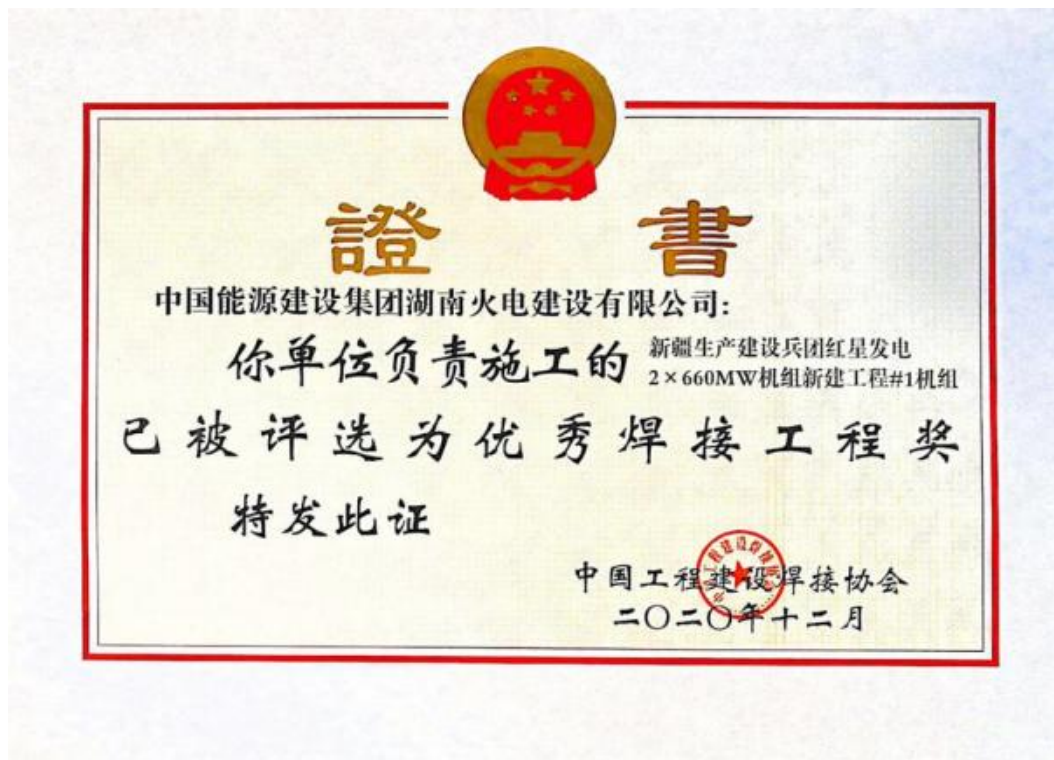 證書
中国能源建设集团湖南火电建设有限公司:
你单位负责施工的 新疆生产建设兵团红星发电
2×660MW机组新建工程#1机组
已被评选为优秀焊接工程奖
特发此证
中国工程建设焊接协会
二〇二〇年十二月